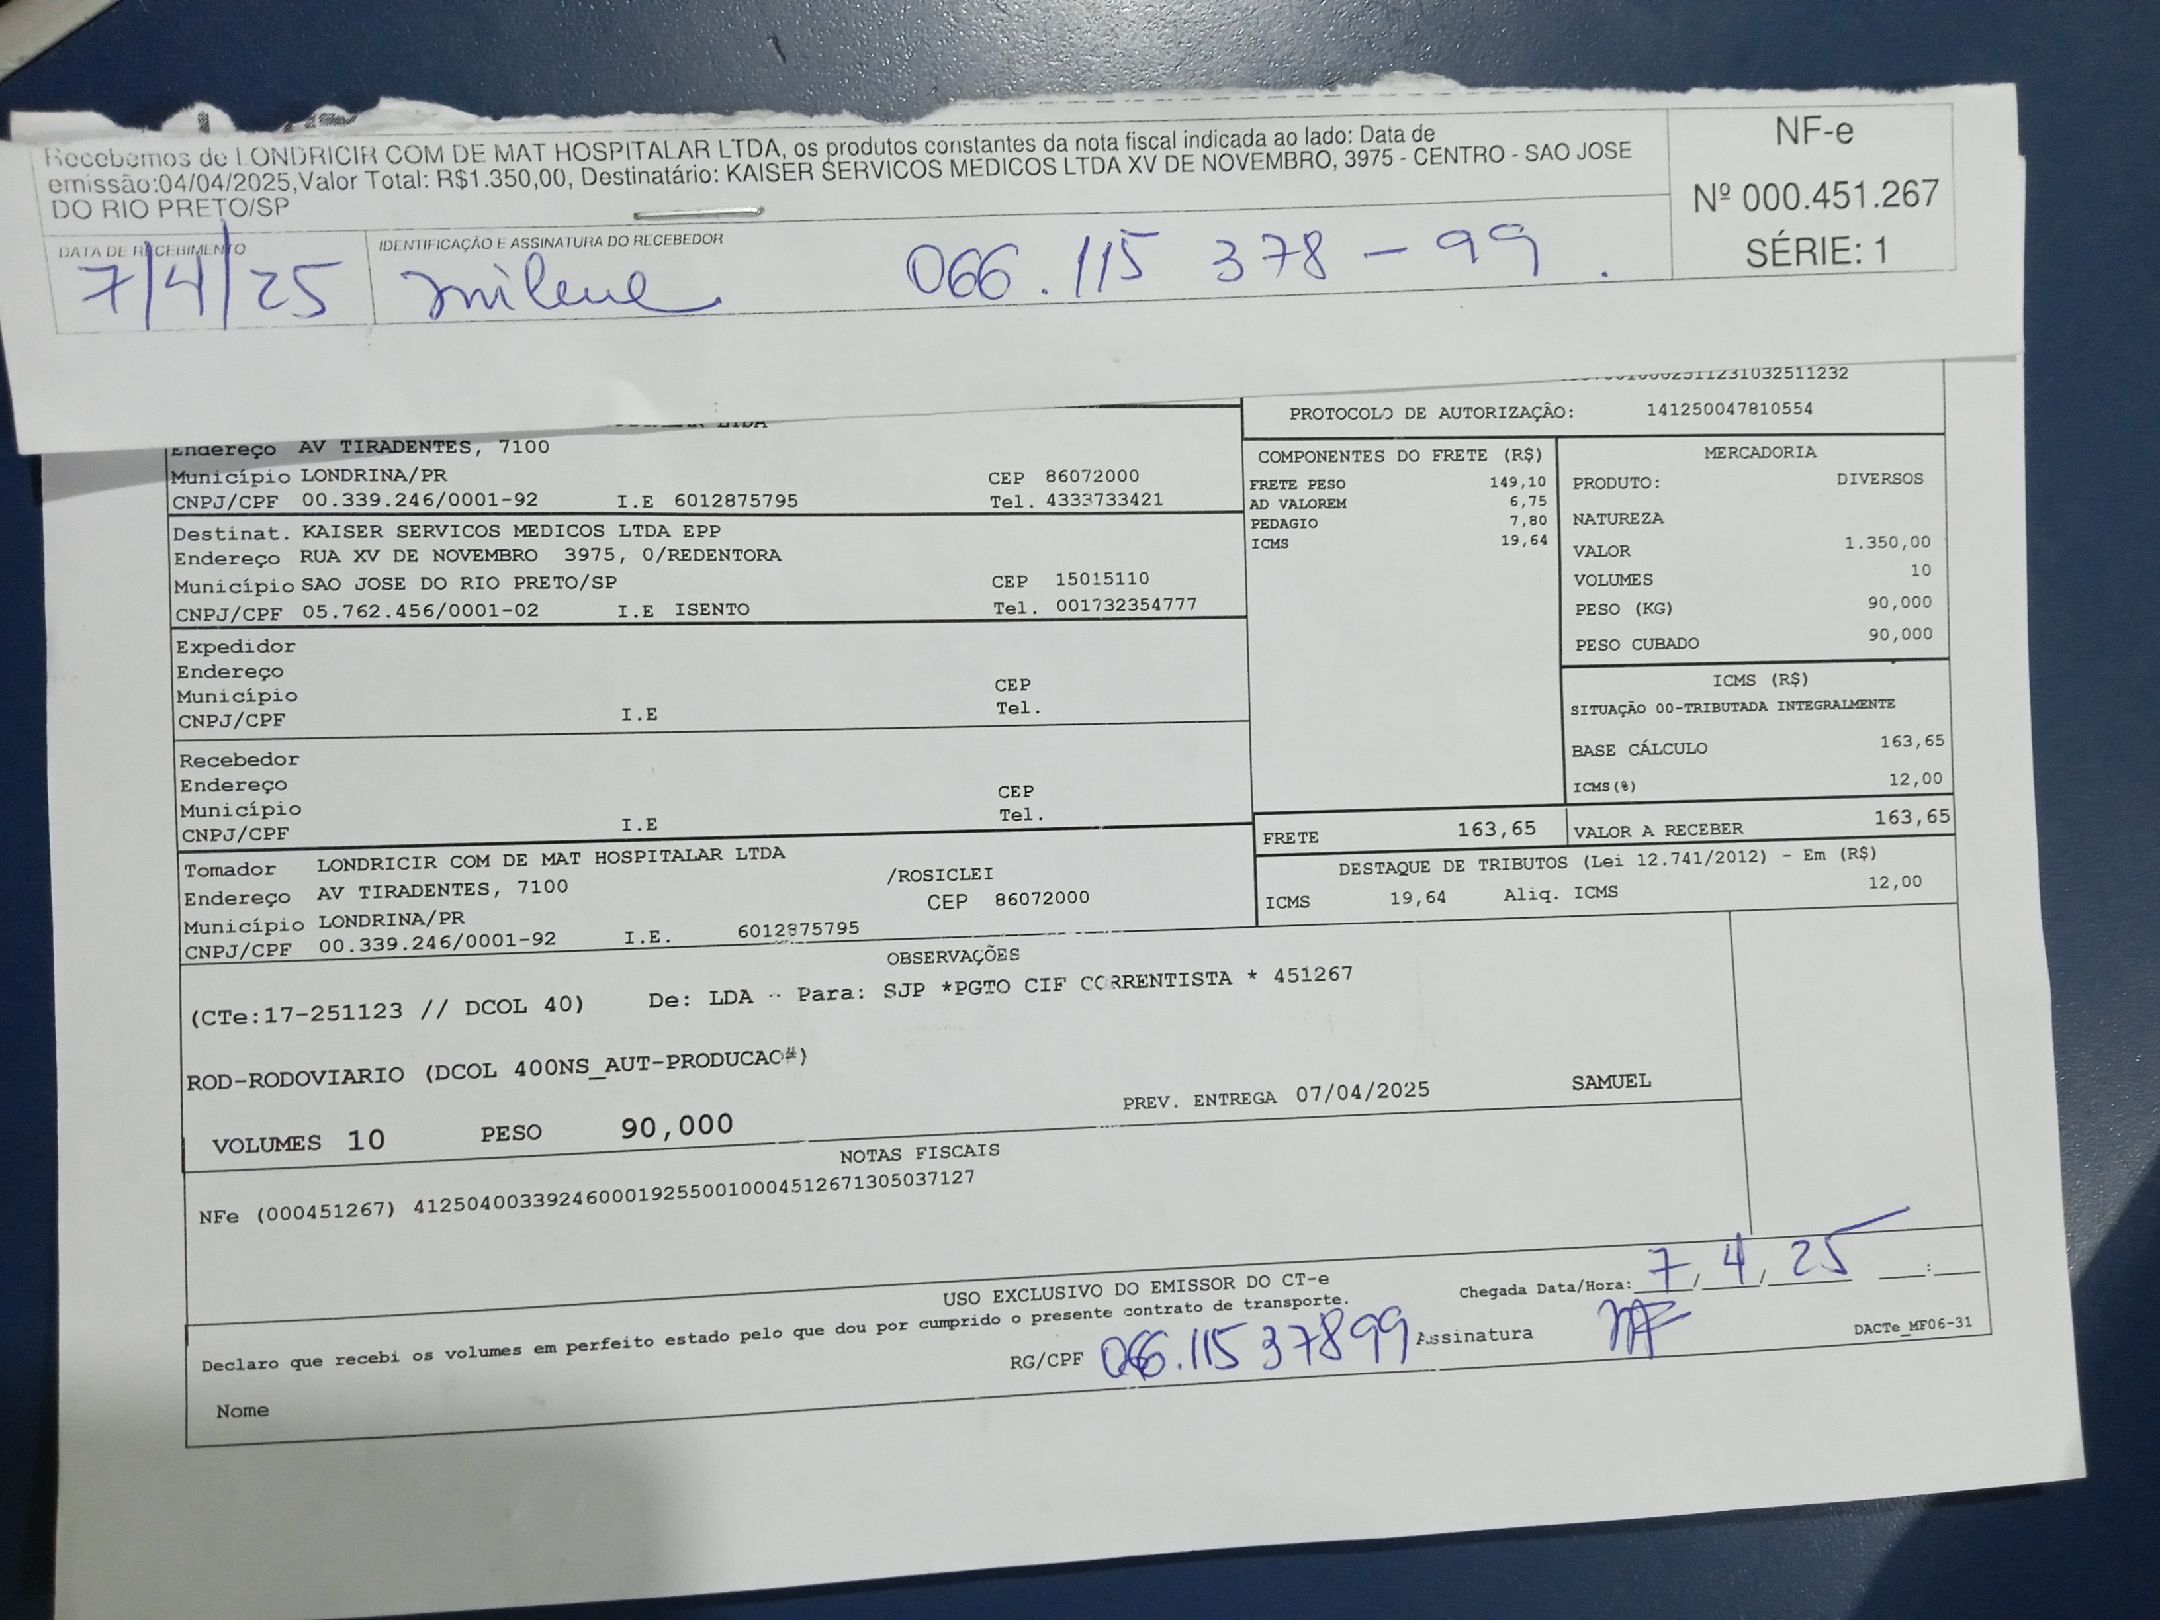 Recebemos de LONDRICIR COM DE MAT HOSPITALAR LTDA, os produtos constantes da nota fiscal indicada ao lado: Data de
emissão:04/04/2025,Valor Total: R$1.350,00, Destinatário: KAISER SERVICOS MEDICOS LTDA XV DE NOVEMBRO, 3975 - CENTRO - SAO JOSE
DO RIO PRETO/SP
NF-e
Nº 000.451.267
SÉRIE: 1
DATA DE RECEBIMENTO
7/4/25
IDENTIFICAÇÃO E ASSINATURA DO RECEBEDOR
milene 066.115 378-99.
PROTOCOLO DE AUTORIZAÇÃO: 141250047810554
Endereço AV TIRADENTES, 7100
Município LONDRINA/PR CEP 86072000
CNPJ/CPF 00.339.246/0001-92 I.E 6012875795 Tel. 4333733421
Destinat. KAISER SERVICOS MEDICOS LTDA EPP
Endereço RUA XV DE NOVEMBRO 3975, 0/REDENTORA
Município SAO JOSE DO RIO PRETO/SP CEP 15015110
CNPJ/CPF 05.762.456/0001-02 I.E ISENTO Tel. 001732354777
Expedidor
Endereço
Município CEP
CNPJ/CPF I.E Tel.
Recebedor
Endereço
Município CEP
CNPJ/CPF I.E Tel.
Tomador LONDRICIR COM DE MAT HOSPITALAR LTDA
Endereço AV TIRADENTES, 7100 /ROSICLEI
Município LONDRINA/PR CEP 86072000
CNPJ/CPF 00.339.246/0001-92 I.E. 6012875795
COMPONENTES DO FRETE (R$)
FRETE PESO 149,10
AD VALOREM 6,75
PEDAGIO 7,80
ICMS 19,64
MERCADORIA
PRODUTO: DIVERSOS
NATUREZA
VALOR 1.350,00
VOLUMES 10
PESO (KG) 90,000
PESO CUBADO 90,000
ICMS (R$)
SITUAÇÃO 00-TRIBUTADA INTEGRALMENTE
BASE CÁLCULO 163,65
ICMS(%) 12,00
FRETE 163,65 VALOR A RECEBER 163,65
DESTAQUE DE TRIBUTOS (Lei 12.741/2012) - Em (R$)
ICMS 19,64 Aliq. ICMS 12,00
OBSERVAÇÕES
(CTe:17-251123 // DCOL 40) De: LDA - Para: SJP *PGTO CIF CORRENTISTA * 451267
ROD-RODOVIARIO (DCOL 400NS_AUT-PRODUCAO#)
PREV. ENTREGA 07/04/2025 SAMUEL
VOLUMES 10 PESO 90,000
NOTAS FISCAIS
NFe (000451267) 41250400339246000192550010004512671305037127
USO EXCLUSIVO DO EMISSOR DO CT-e
Chegada Data/Hora: 7/4/25 __:__
Declaro que recebi os volumes em perfeito estado pelo que dou por cumprido o presente contrato de transporte.
Nome RG/CPF 066.115 37899 Assinatura
DACTe_MF06-31